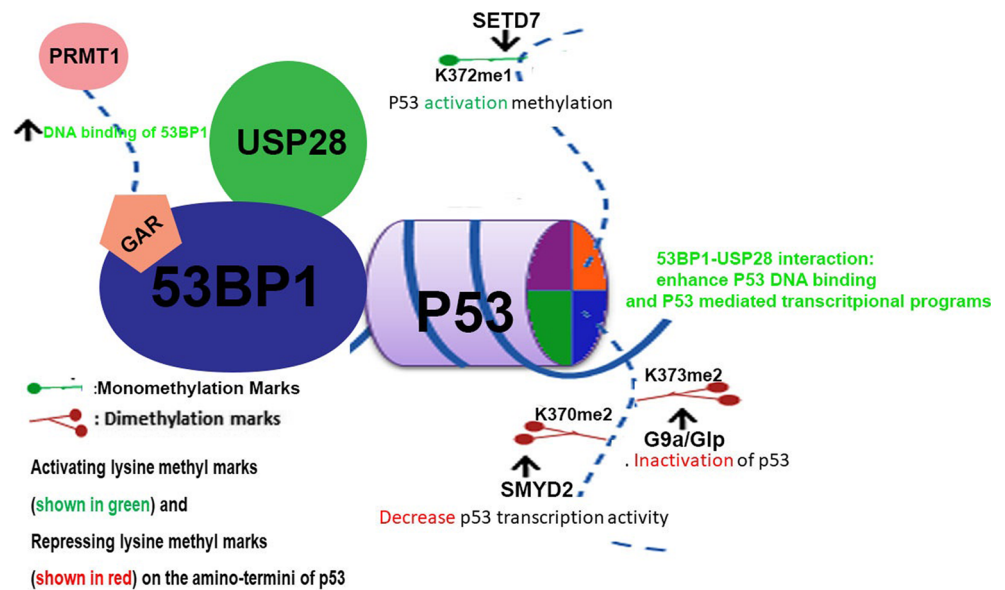 SETD7
PRMT1
K372me1
P53 activation methylation
DNA binding of 53BP1
USP28
GAR
53BP1
P53
53BP1-USP28 interaction:
enhance P53 DNA binding
and P53 mediated transcritpional programs
K373me2
:Monomethylation Marks
K370me2
: Dimethylation marks
G9a/Glp
. Inactivation of p53
Activating lysine methyl marks
SMYD2
(shown in green) and
Decrease p53 transcription activity
Repressing lysine methyl marks
(shown in red) on the amino-termini of p53